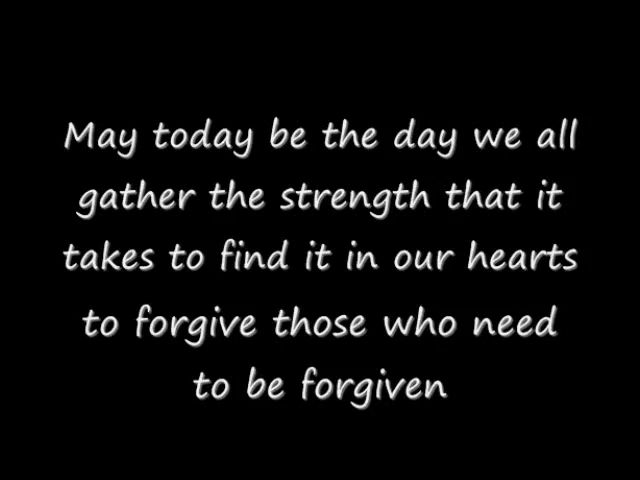 May today be the day we all
gather the strength that it
takes to find it in our hearts
to forgive those who need
to be forgiven